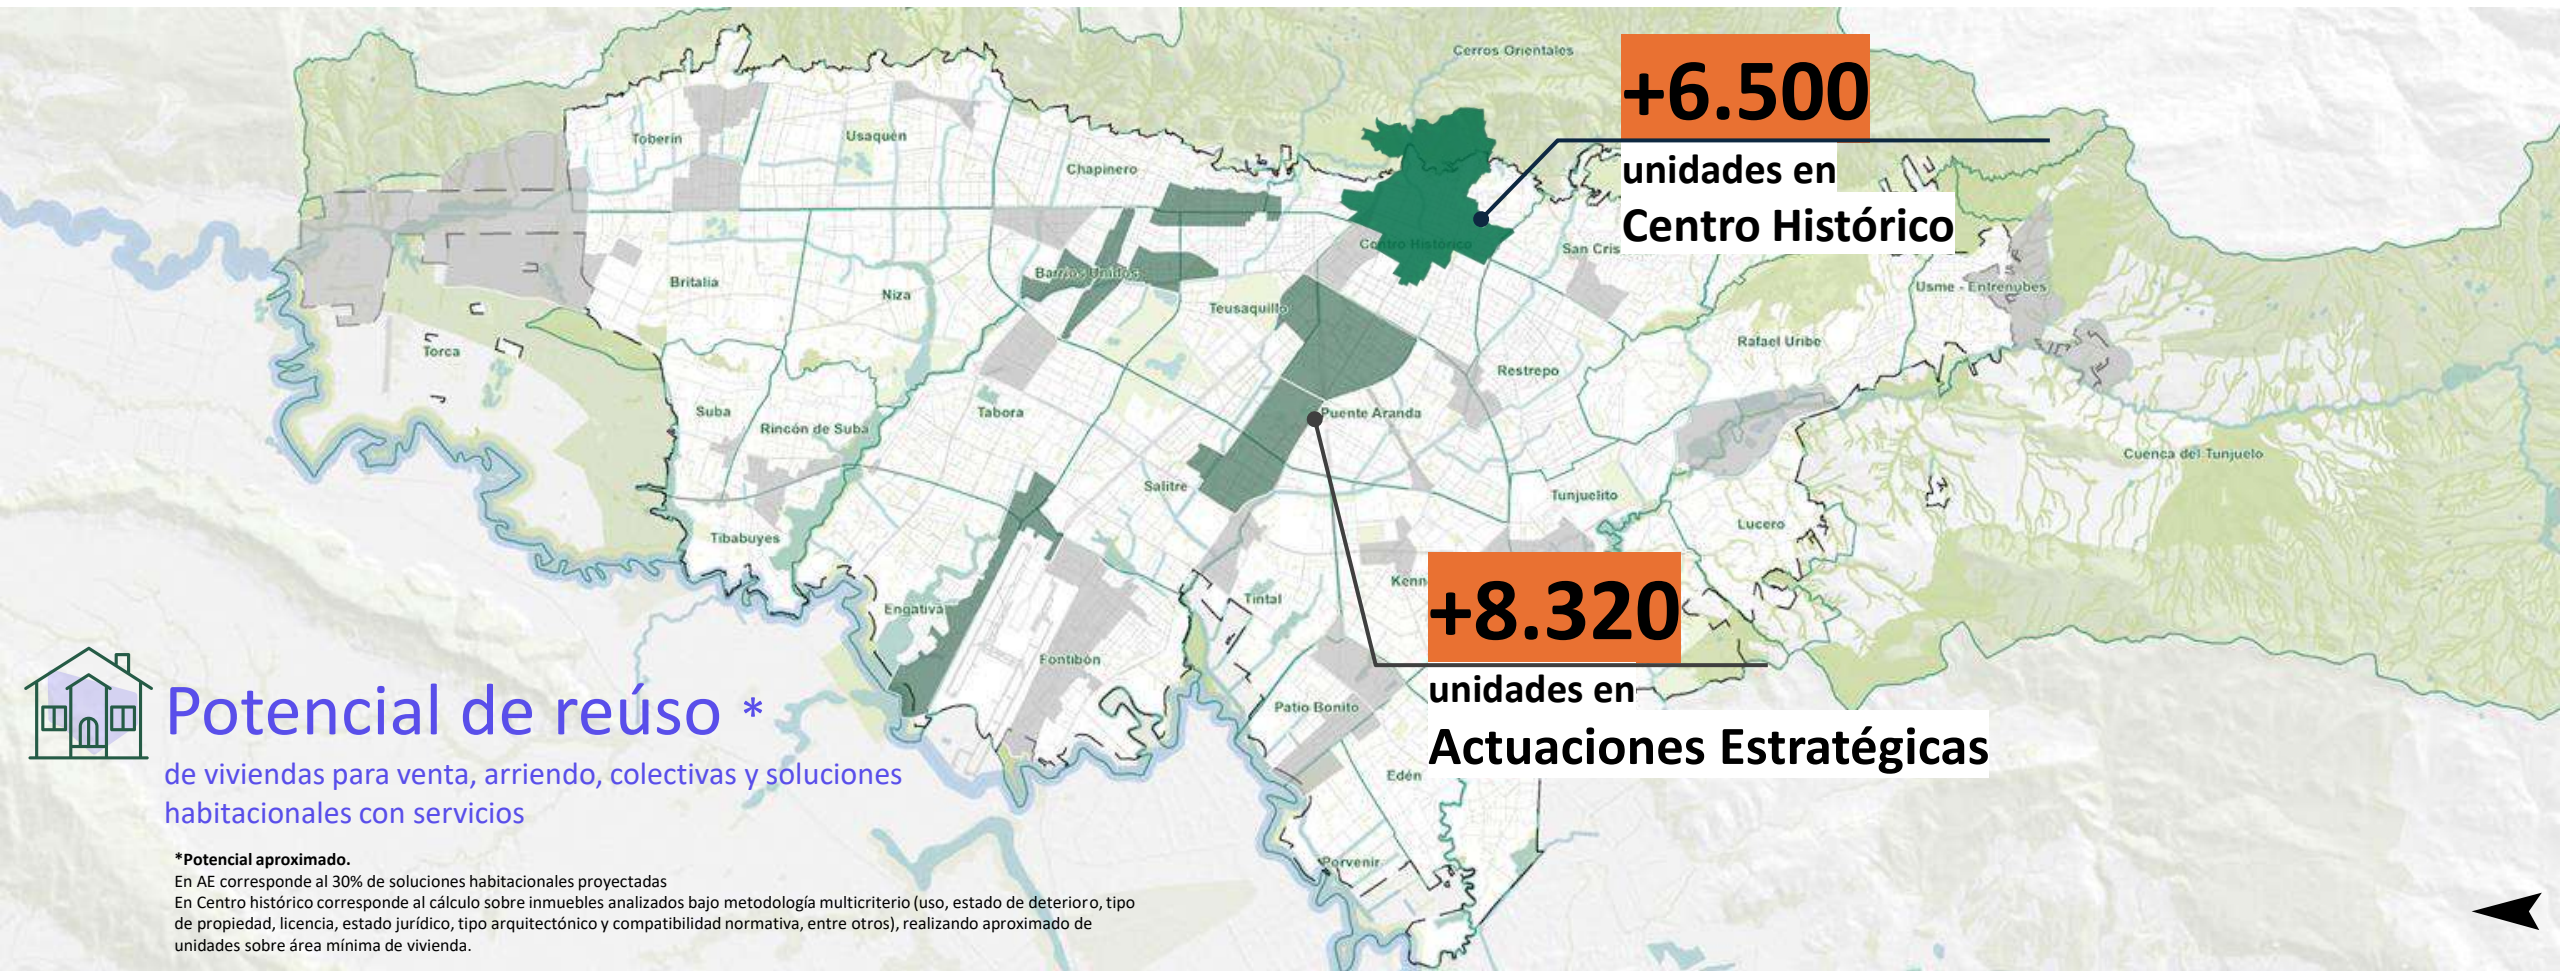 Cerros Orientales
+6.500
unidades en
Centro Histórico
Toberín
Usaquén
Chapinero
Centro Histórico
San Cris
Barrios Unidos
Britalia
Niza
Teusaquillo
Usme - Entrenubes
Rafael Uribe
Torca
Restrepo
Suba
Rincón de Suba
Tabora
Puente Aranda
Cuenca del Tunjuelo
Salitre
Tunjuelito
Lucero
Tibabuyes
Kenn
Engativá
Tintal
+8.320
unidades en
Actuaciones Estratégicas
Fontibón
Patio Bonito
Edén
Porvenir
Potencial de reúso *
de viviendas para venta, arriendo, colectivas y soluciones
habitacionales con servicios
*Potencial aproximado.
En AE corresponde al 30% de soluciones habitacionales proyectadas
En Centro histórico corresponde al cálculo sobre inmuebles analizados bajo metodología multicriterio (uso, estado de deterioro, tipo
de propiedad, licencia, estado jurídico, tipo arquitectónico y compatibilidad normativa, entre otros), realizando aproximado de
unidades sobre área mínima de vivienda.